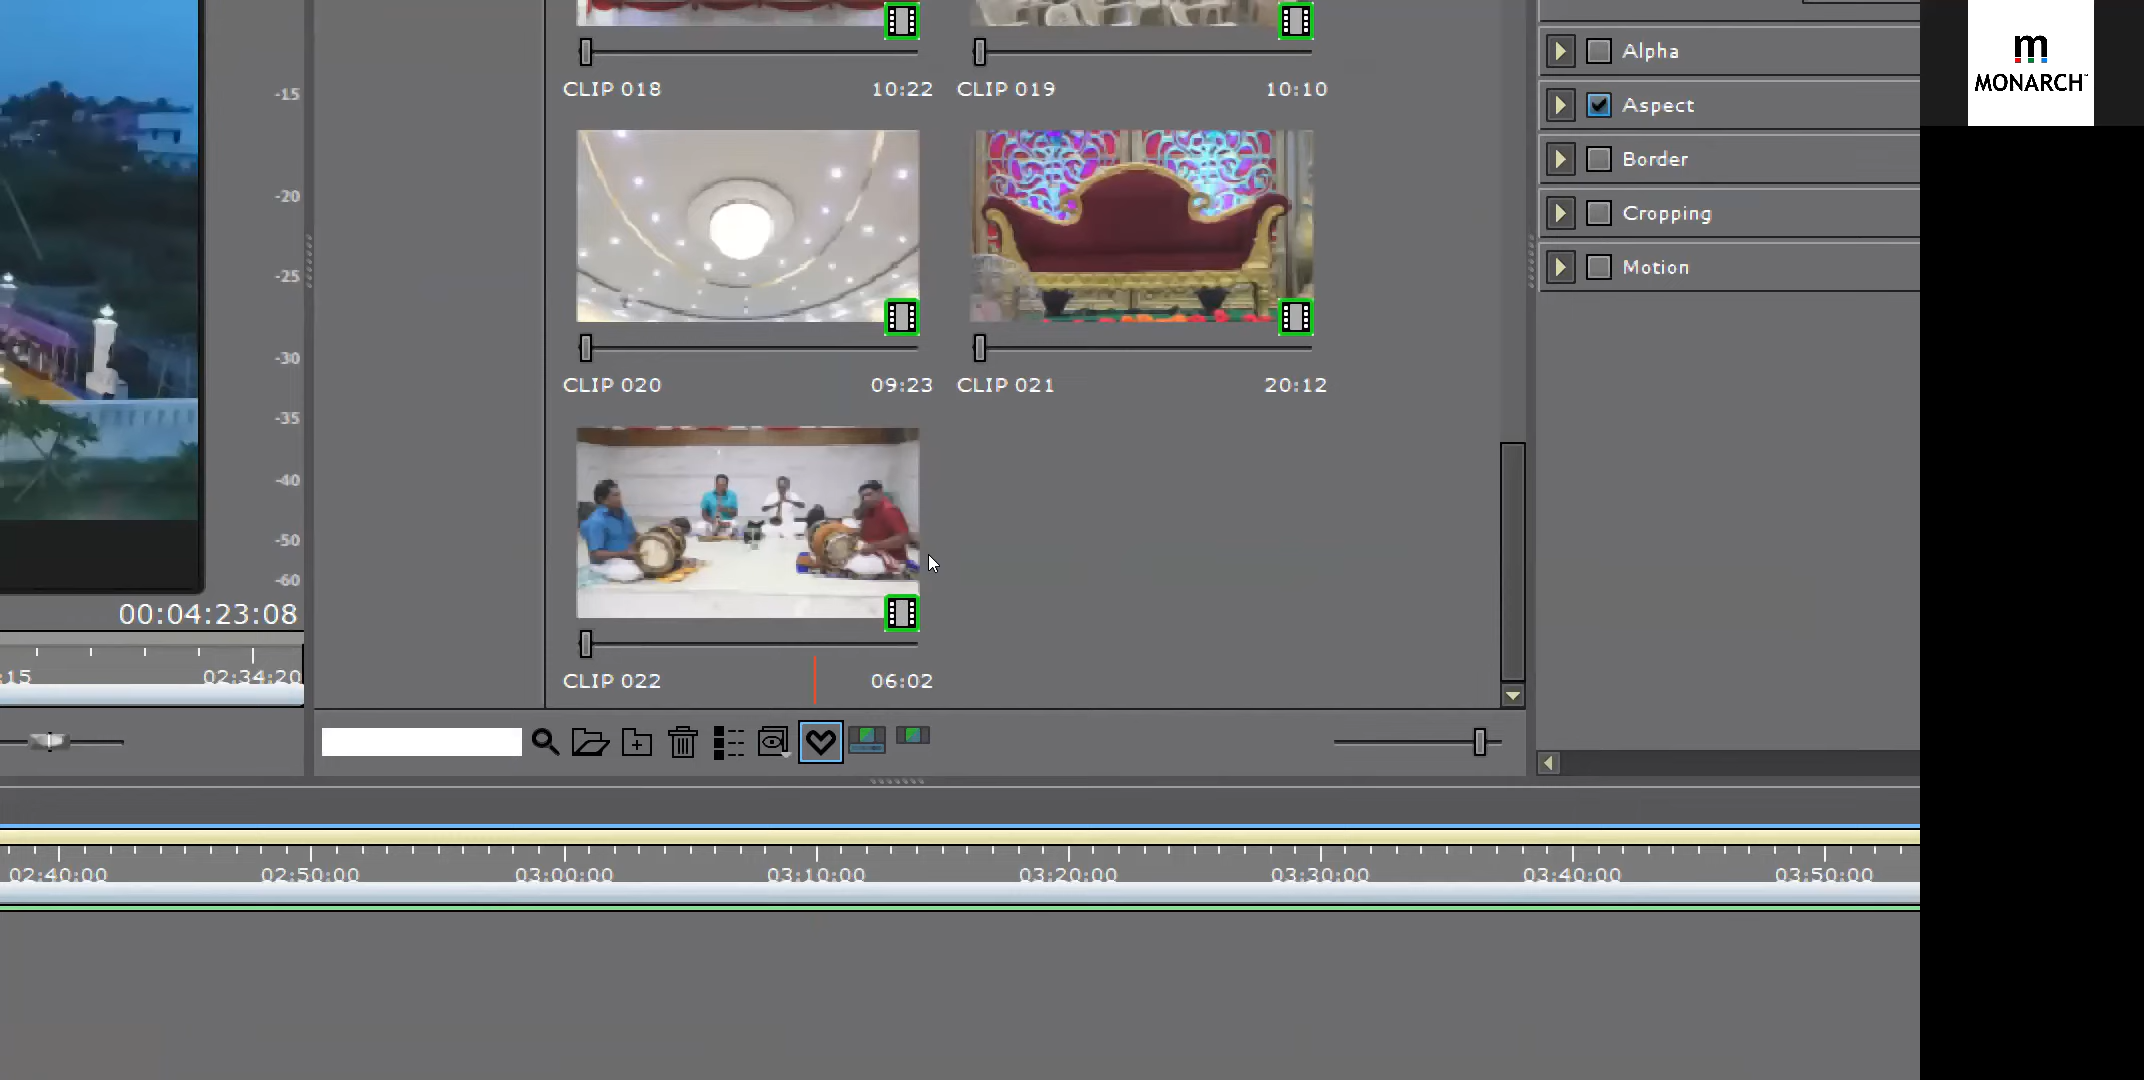 -15
-20
-25
-30
-35
-40
-50
-60
00:04:23:08
:15
02:34:20
CLIP 018
10:22
CLIP 019
10:10
CLIP 020
09:23
CLIP 021
20:12
CLIP 022
06:02
Alpha
Aspect
Border
Cropping
Motion
m
MONARCH
02:40:00
02:50:00
03:00:00
03:10:00
03:20:00
03:30:00
03:40:00
03:50:00